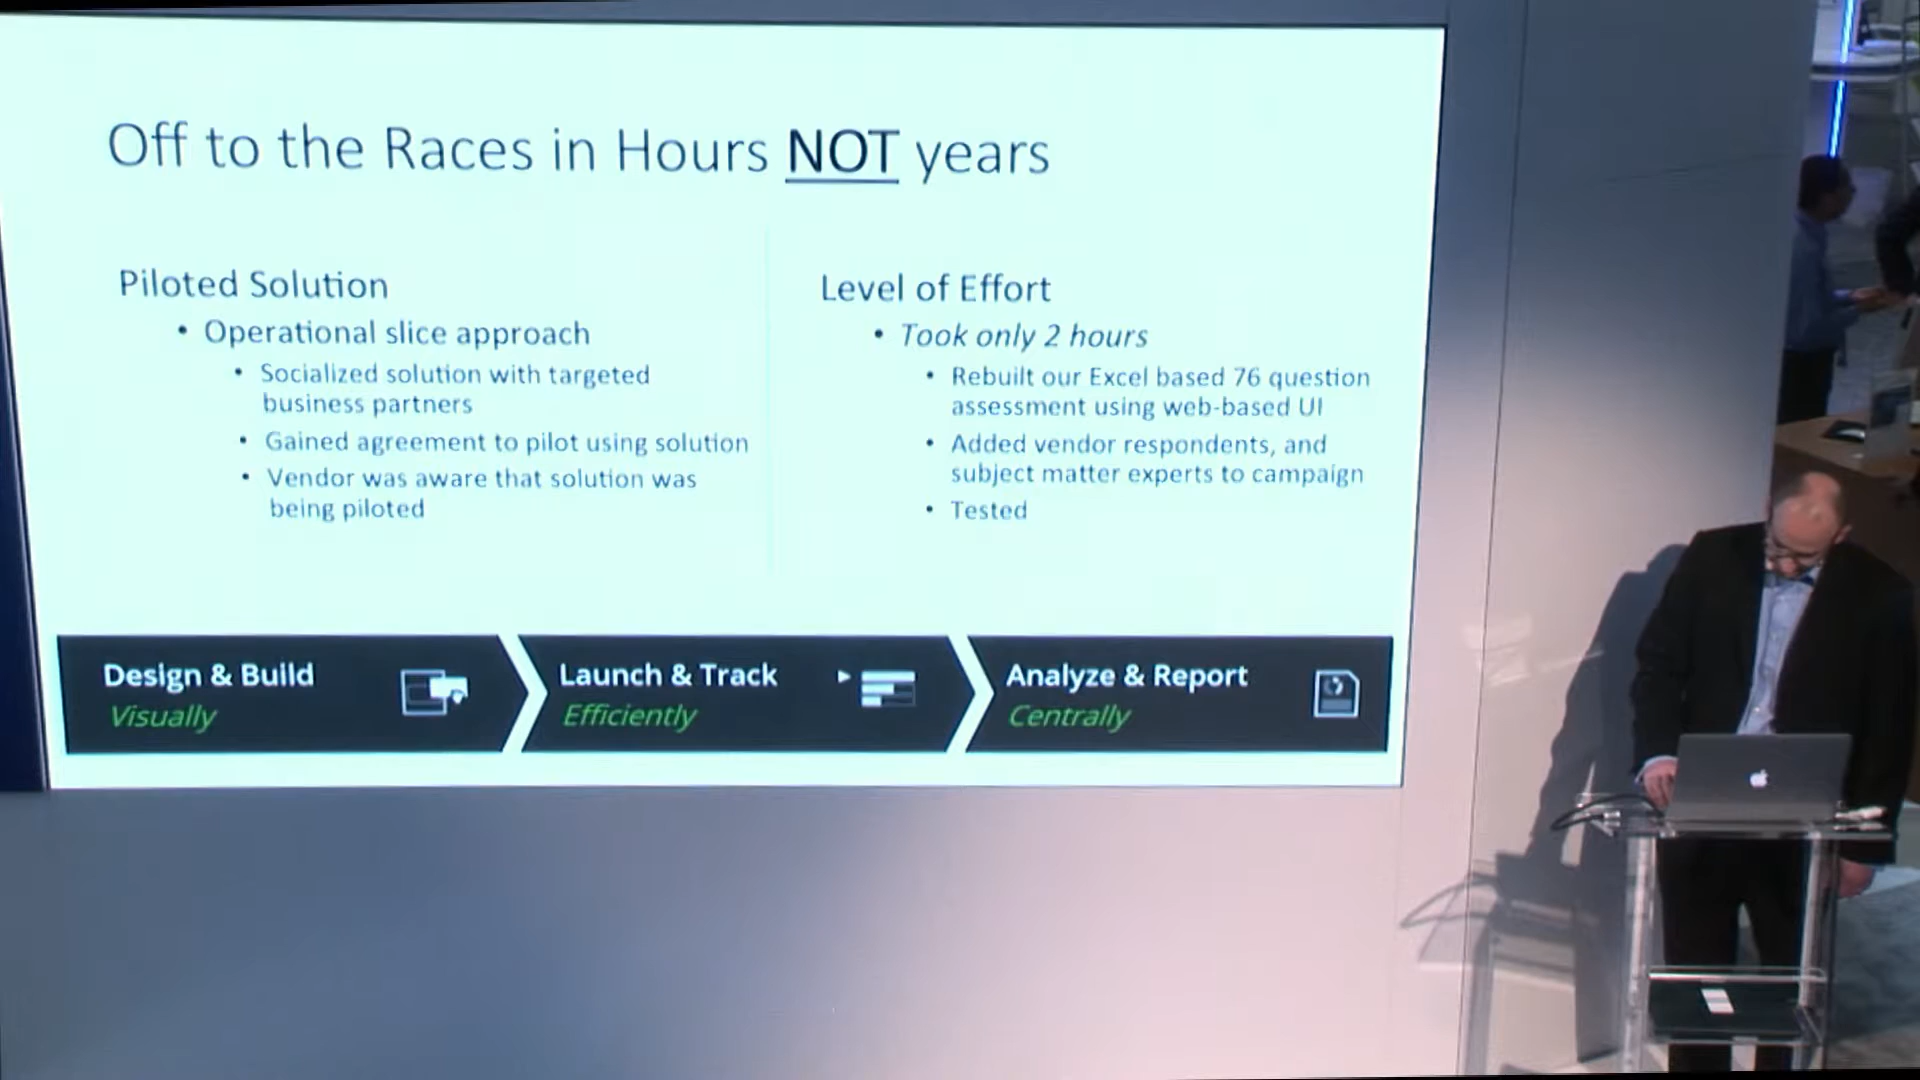 Off to the Races in Hours NOT years
Piloted Solution
• Operational slice approach
• Socialized solution with targeted
business partners
• Gained agreement to pilot using solution
• Vendor was aware that solution was
being piloted
Level of Effort
• Took only 2 hours
• Rebuilt our Excel based 76 question
assessment using web-based UI
• Added vendor respondents, and
subject matter experts to campaign
• Tested
Design & Build
Visually
Launch & Track
Efficiently
Analyze & Report
Centrally